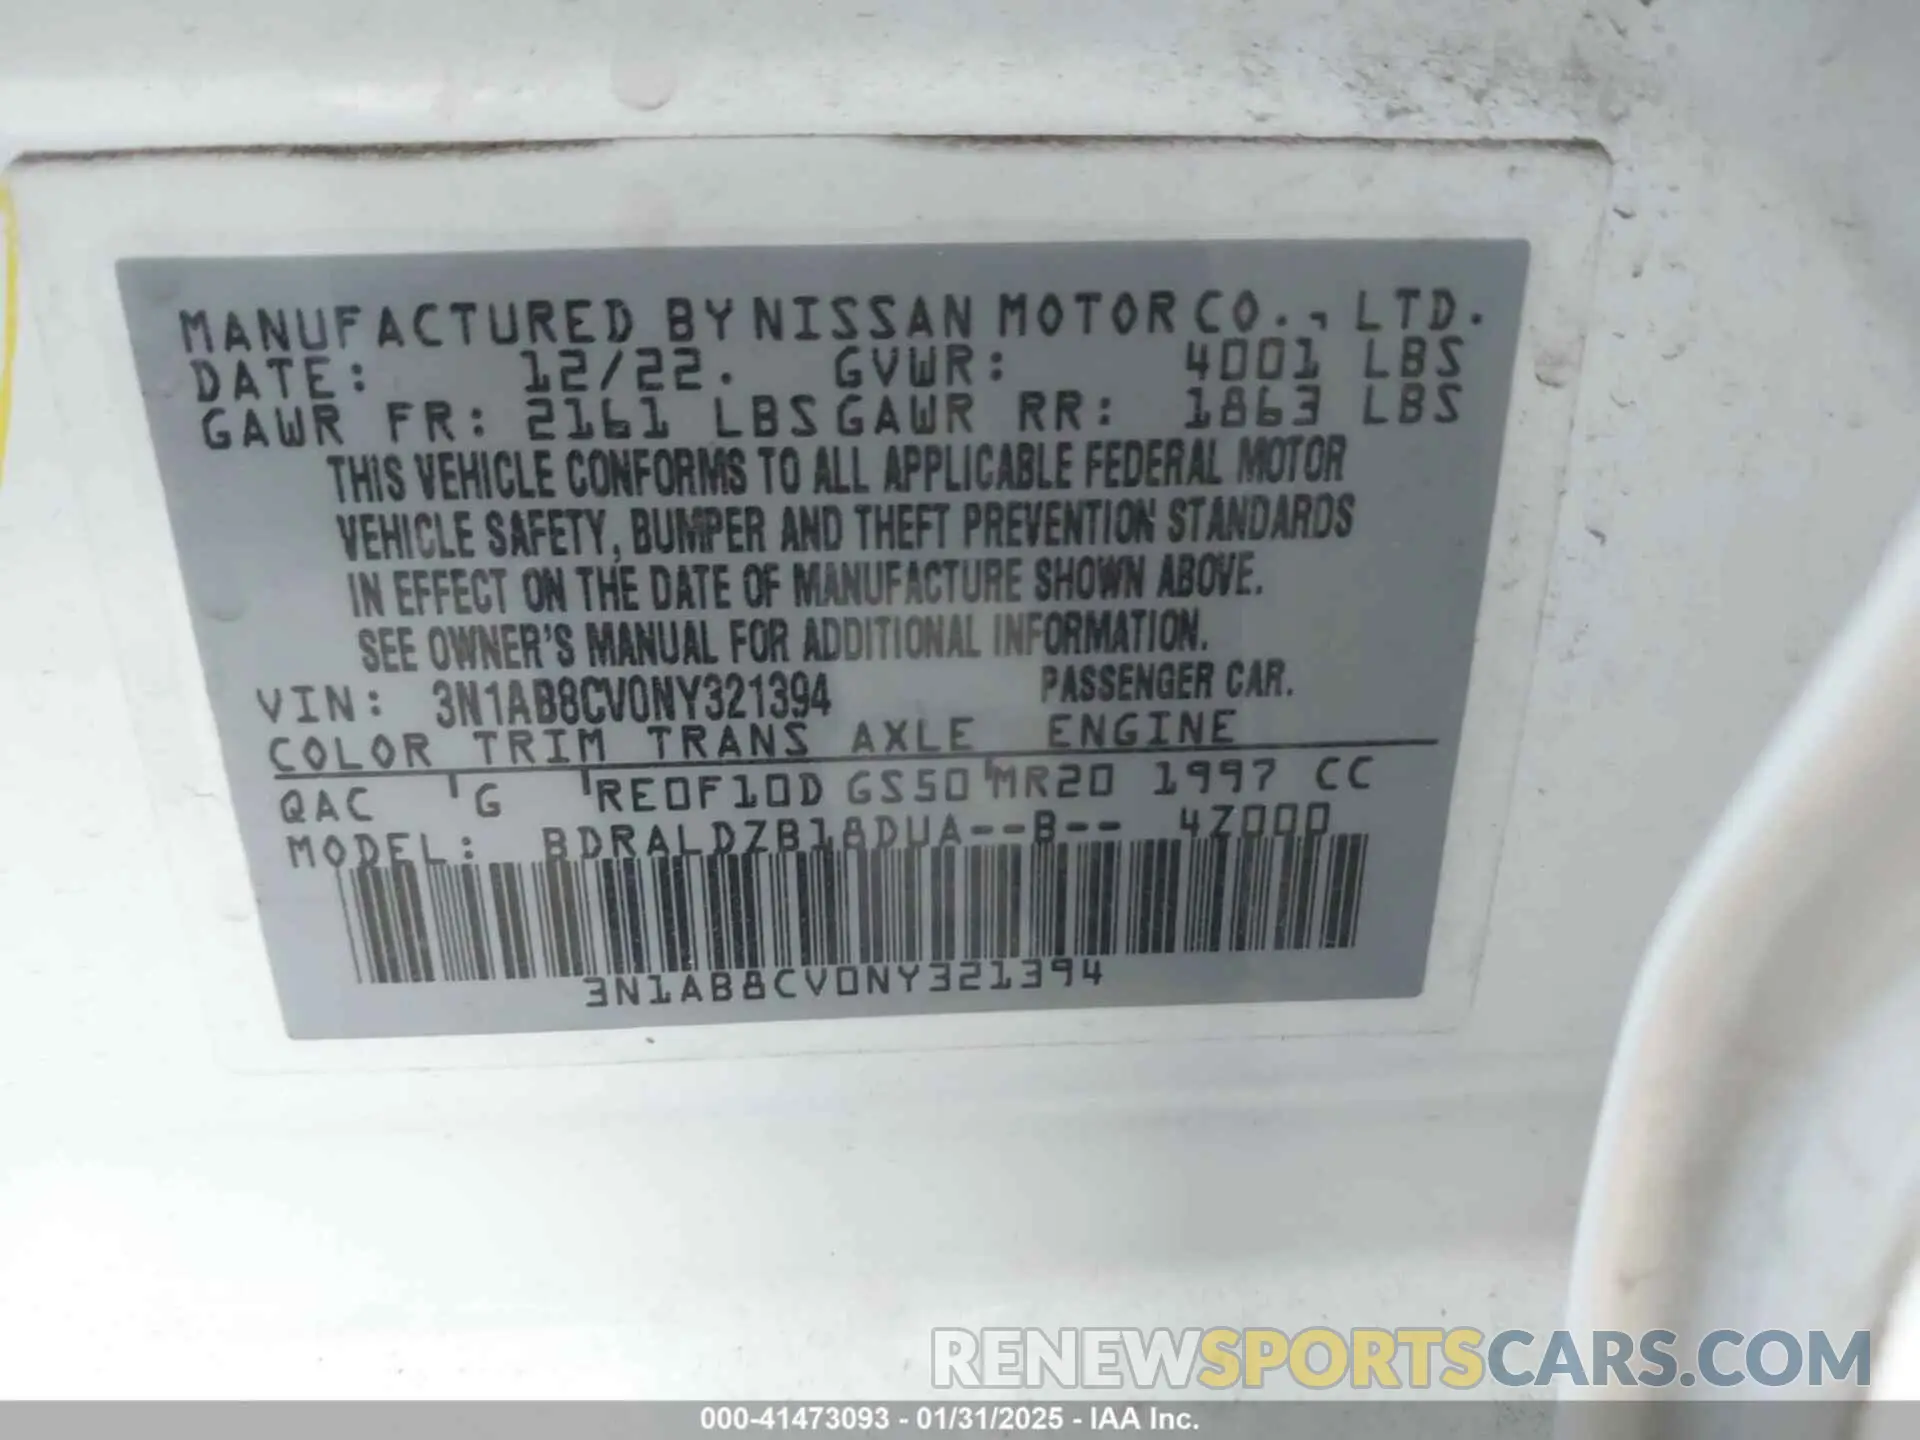 MANUFACTURED BY NISSAN MOTOR CO., LTD.
DATE: 12/22. GVWR: 4001 LBS
GAWR FR: 2161 LBS GAWR RR: 1863 LBS
THIS VEHICLE CONFORMS TO ALL APPLICABLE FEDERAL MOTOR
VEHICLE SAFETY, BUMPER AND THEFT PREVENTION STANDARDS
IN EFFECT ON THE DATE OF MANUFACTURE SHOWN ABOVE.
SEE OWNER'S MANUAL FOR ADDITIONAL INFORMATION.
VIN: 3N1AB8CV0NY321394 PASSENGER CAR.
COLOR TRIM TRANS AXLE ENGINE
QAC G RE0F10D GS50 MR20 1997 CC
MODEL: BDRALDZB18DUA--B-- 4Z000
3N1AB8CV0NY321394
RENEWSPORTSCARS.COM
000-41473093 - 01/31/2025 - IAA Inc.